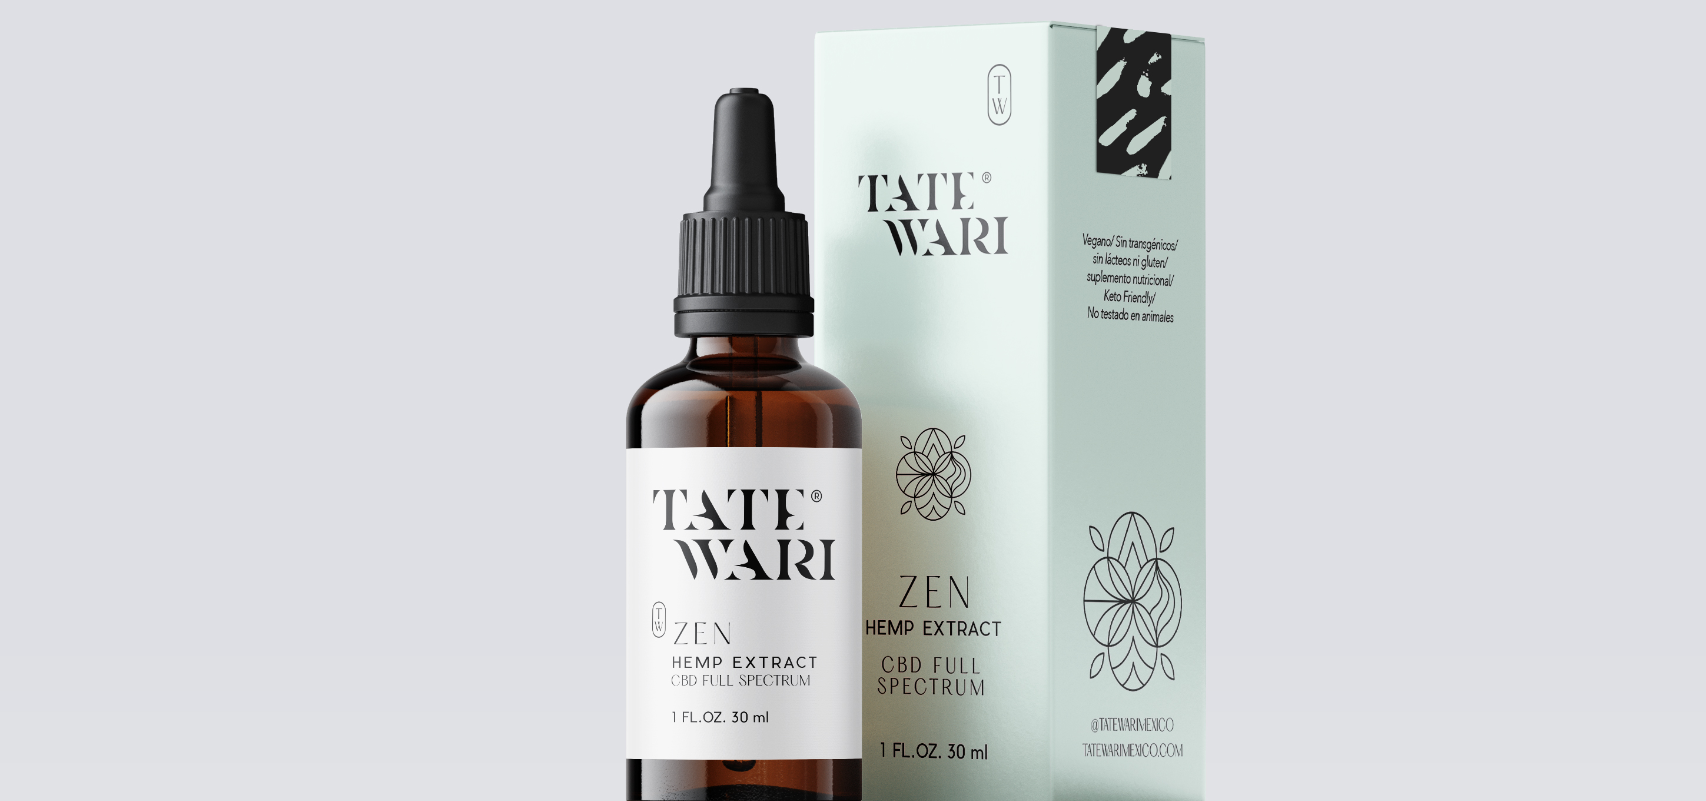 TATE®
WARI
TW
ZEN
HEMP EXTRACT
CBD FULL SPECTRUM
1 FL.OZ. 30 ml
TW
TATE®
WARI
ZEN
HEMP EXTRACT
CBD FULL
SPECTRUM
1 FL.OZ. 30 ml
Vegano/ Sin transgénicos/
sin lácteos ni gluten/
suplemento nutricional/
Keto Friendly/
No testado en animales
@TATEWARIMEXICO
TATEWARIMEXICO.COM